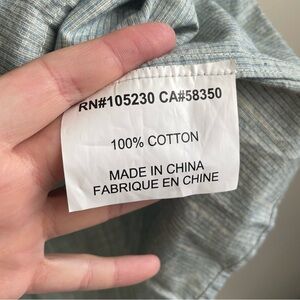 RN#105230 CA#58350
100% COTTON
MADE IN CHINA
FABRIQUE EN CHINE